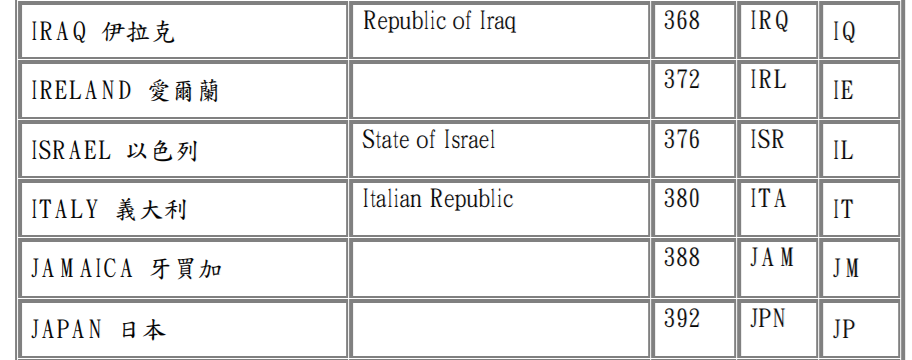 IRAQ 伊拉克 Republic of Iraq 368 IRQ IQ
IRELAND 愛爾蘭 372 IRL IE
ISRAEL 以色列 State of Israel 376 ISR IL
ITALY 義大利 Italian Republic 380 ITA IT
JAMAICA 牙買加 388 JAM JM
JAPAN 日本 392 JPN JP